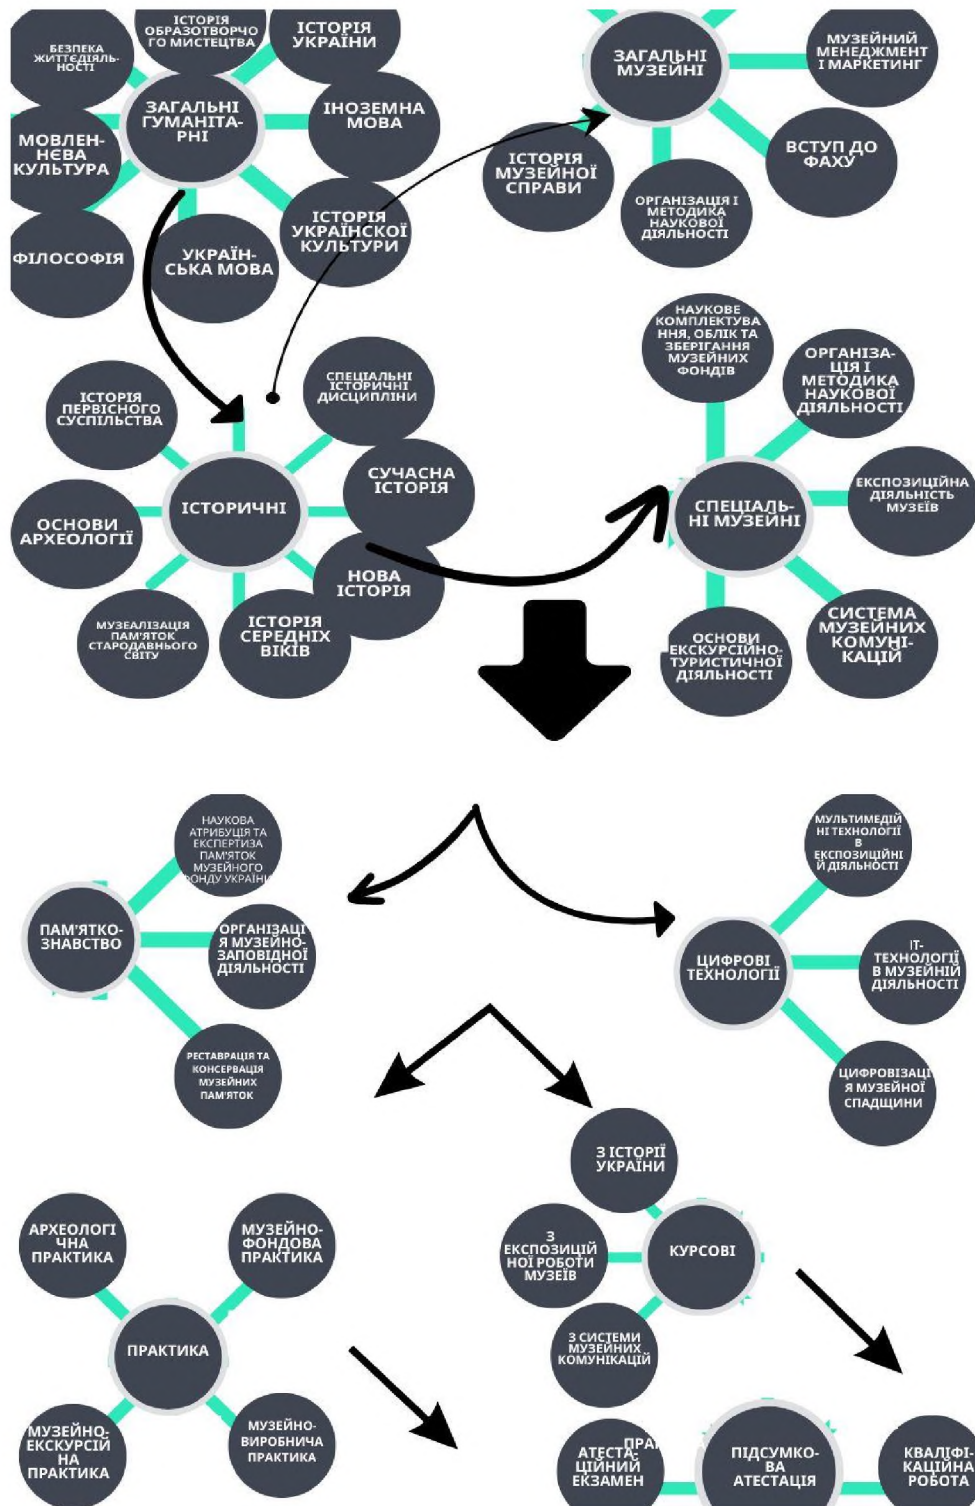 ІСТОРІЯ
ОБРАЗОТВОРЧО
ГО МИСТЕЦТВА
ІСТОРІЯ
УКРАЇНИ
БЕЗПЕКА
ЖИТТЄДІЯЛЬ-
НОСТІ
ЗАГАЛЬНІ
ГУМАНІТА-
РНІ
ІНОЗЕМНА
МОВА
МОВЛЕН-
НЄВА
КУЛЬТУРА
ІСТОРІЯ
УКРАЇНСКОЇ
КУЛЬТУРИ
ФІЛОСОФІЯ
УКРАЇН-
СЬКА МОВА
ЗАГАЛЬНІ
МУЗЕЙНІ
МУЗЕЙНИЙ
МЕНЕДЖМЕНТ
І МАРКЕТИНГ
ІСТОРІЯ
МУЗЕЙНОЇ
СПРАВИ
ВСТУП ДО
ФАХУ
ОРГАНІЗАЦІЯ І
МЕТОДИКА
НАУКОВОЇ
ДІЯЛЬНОСТІ
ІСТОРІЯ
ПЕРВІСНОГО
СУСПІЛЬСТВА
СПЕЦІАЛЬНІ
ІСТОРИЧНІ
ДИСЦИПЛІНИ
СУЧАСНА
ІСТОРІЯ
ІСТОРИЧНІ
ОСНОВИ
АРХЕОЛОГІЇ
НОВА
ІСТОРІЯ
МУЗЕАЛІЗАЦІЯ
ПАМ'ЯТОК
СТАРОДАВНЬОГО
СВІТУ
ІСТОРІЯ
СЕРЕДНІХ
ВІКІВ
НАУКОВЕ
КОМПЛЕКТУВА
ННЯ, ОБЛІК ТА
ЗБЕРІГАННЯ
МУЗЕЙНИХ
ФОНДІВ
ОРГАНІЗА-
ЦІЯ І
МЕТОДИКА
НАУКОВОЇ
ДІЯЛЬНОСТІ
ЕКСПОЗИЦІЙНА
ДІЯЛЬНІСТЬ
МУЗЕЇВ
СПЕЦІАЛЬ-
НІ МУЗЕЙНІ
ОСНОВИ
ЕКСКУРСІЙНО-
ТУРИСТИЧНОЇ
ДІЯЛЬНОСТІ
СИСТЕМА
МУЗЕЙНИХ
КОМУНІ-
КАЦІЙ
НАУКОВА
АТРИБУЦІЯ ТА
ЕКСПЕРТИЗА
ПАМ'ЯТОК
МУЗЕЙНОГО
ФОНДУ УКРАЇНИ
ПАМ'ЯТКО-
ЗНАВСТВО
ОРГАНІЗАЦІ
Я МУЗЕЙНО-
ЗАПОВІДНОЇ
ДІЯЛЬНОСТІ
РЕСТАВРАЦІЯ ТА
КОНСЕРВАЦІЯ
МУЗЕЙНИХ
ПАМ'ЯТОК
МУЛЬТИМЕДІЙ
НІ ТЕХНОЛОГІЇ
В
ЕКСПОЗИЦІЙНІ
Й ДІЯЛЬНОСТІ
ЦИФРОВІ
ТЕХНОЛОГІЇ
ІТ-
ТЕХНОЛОГІЇ
В МУЗЕЙНІЙ
ДІЯЛЬНОСТІ
ЦИФРОВІЗАЦІ
Я МУЗЕЙНОЇ
СПАДЩИНИ
АРХЕОЛОГІ
ЧНА
ПРАКТИКА
МУЗЕЙНО-
ФОНДОВА
ПРАКТИКА
ПРАКТИКА
МУЗЕЙНО-
ЕКСКУРСІЙ
НА
ПРАКТИКА
МУЗЕЙНО-
ВИРОБНИЧА
ПРАКТИКА
З ІСТОРІЇ
УКРАЇНИ
З
ЕКСПОЗИЦІЙ
НОЇ РОБОТИ
МУЗЕЇВ
КУРСОВІ
З СИСТЕМИ
МУЗЕЙНИХ
КОМУНІКАЦІЙ
АТЕСТА-
ЦІЙНИЙ
ЕКЗАМЕН
ПІДСУМКО-
ВА
АТЕСТАЦІЯ
КВАЛІФІ-
КАЦІЙНА
РОБОТА